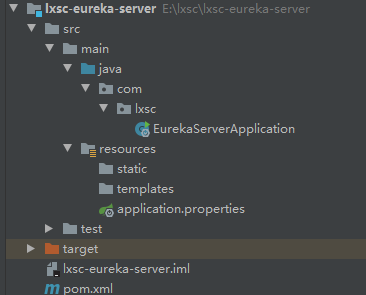 lxsc-eureka-server E:\lxsc\lxsc-eureka-server
src
main
java
com
lxsc
EurekaServerApplication
resources
static
templates
application.properties
test
target
lxsc-eureka-server.iml
pom.xml